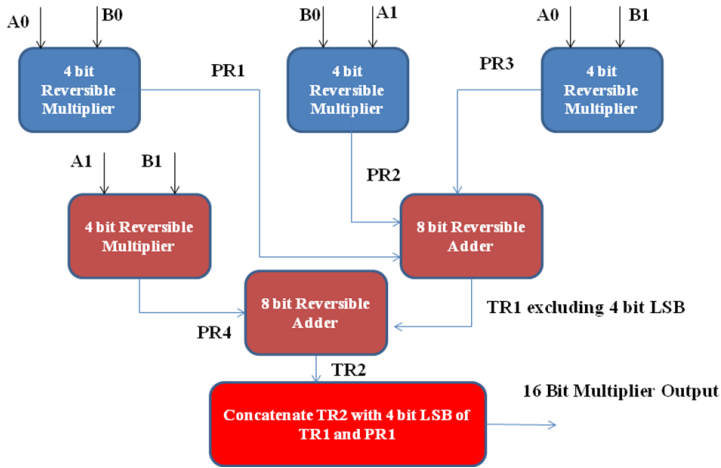 A0
B0
B0
A1
A0
B1
4 bit
Reversible
Multiplier
PR1
4 bit
Reversible
Multiplier
PR3
4 bit
Reversible
Multiplier
A1
B1
PR2
4 bit Reversible
Multiplier
8 bit Reversible
Adder
8 bit Reversible
Adder
TR1 excluding 4 bit LSB
PR4
TR2
16 Bit Multiplier Output
Concatenate TR2 with 4 bit LSB of
TR1 and PR1